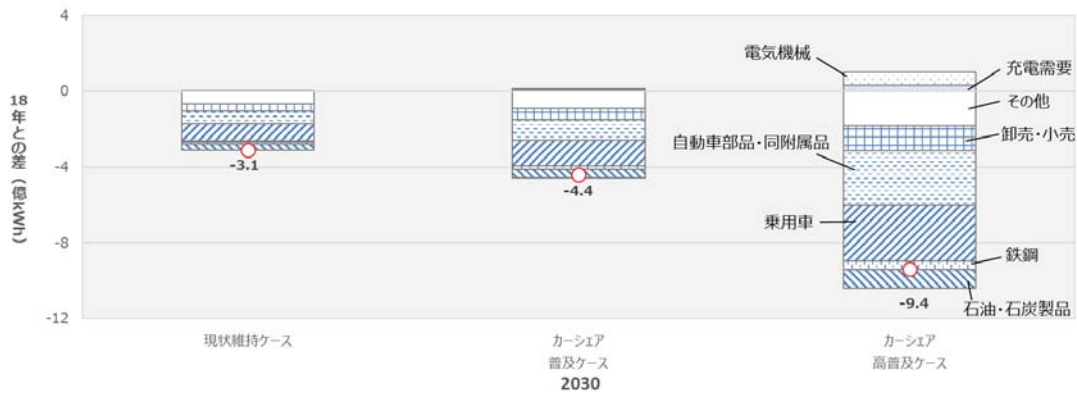 18年との差（億kWh）
4
0
-4
-8
-12
-3.1
-4.4
-9.4
電気機械
充電需要
その他
卸売・小売
自動車部品・同附属品
乗用車
鉄鋼
石油・石炭製品
現状維持ケース
カーシェア
普及ケース
カーシェア
高普及ケース
2030